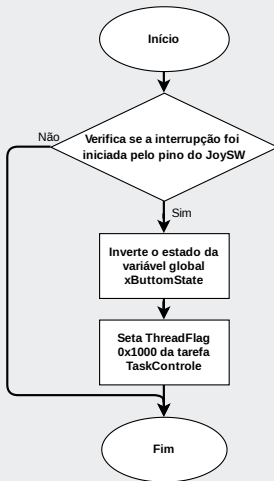 Início
Verifica se a interrupção foi
iniciada pelo pino do JoySW
Não
Sim
Inverte o estado da
variável global
xButtomState
Seta ThreadFlag
0x1000 da tarefa
TaskControle
Fim